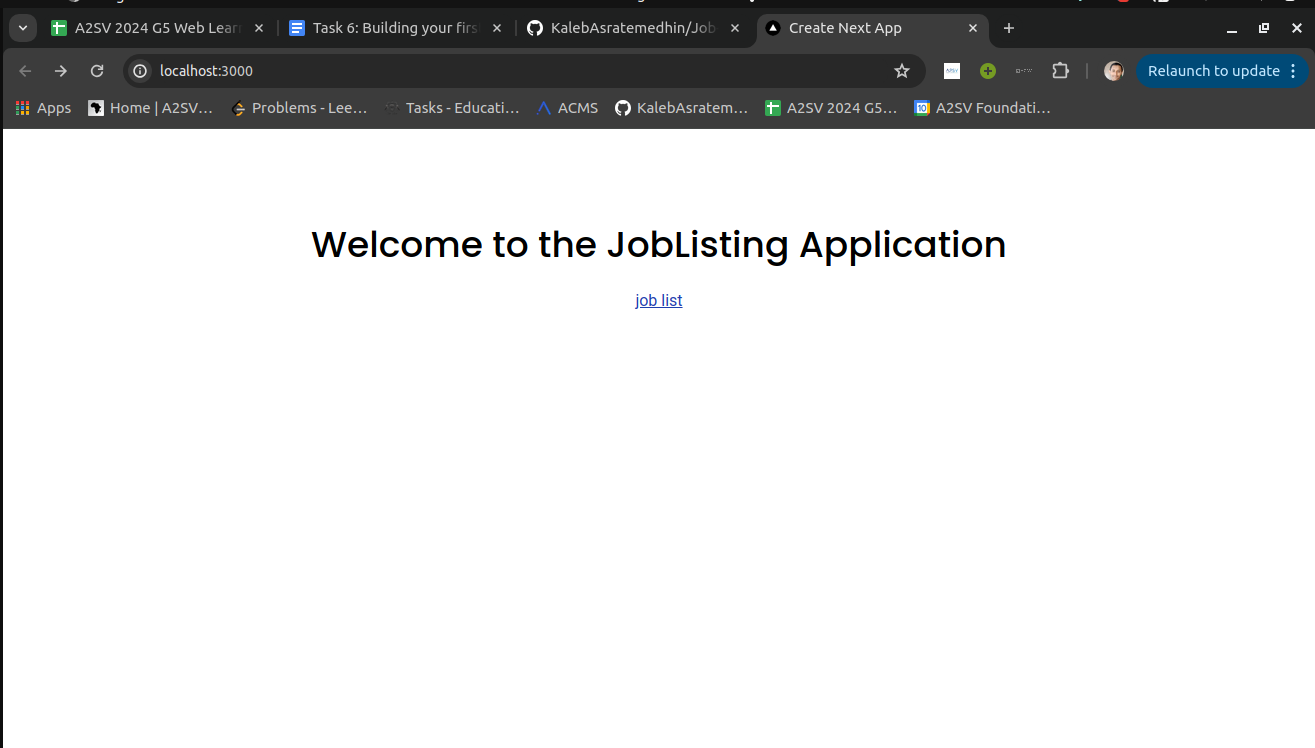 A2SV 2024 G5 Web Lear
Task 6: Building your firs
KalebAsratemedhin/Job
Create Next App
localhost:3000
Relaunch to update
Apps
Home | A2SV...
Problems - Lee...
Tasks - Educati...
ACMS
KalebAsratem...
A2SV 2024 G5...
10
A2SV Foundati...
Welcome to the JobListing Application
job list